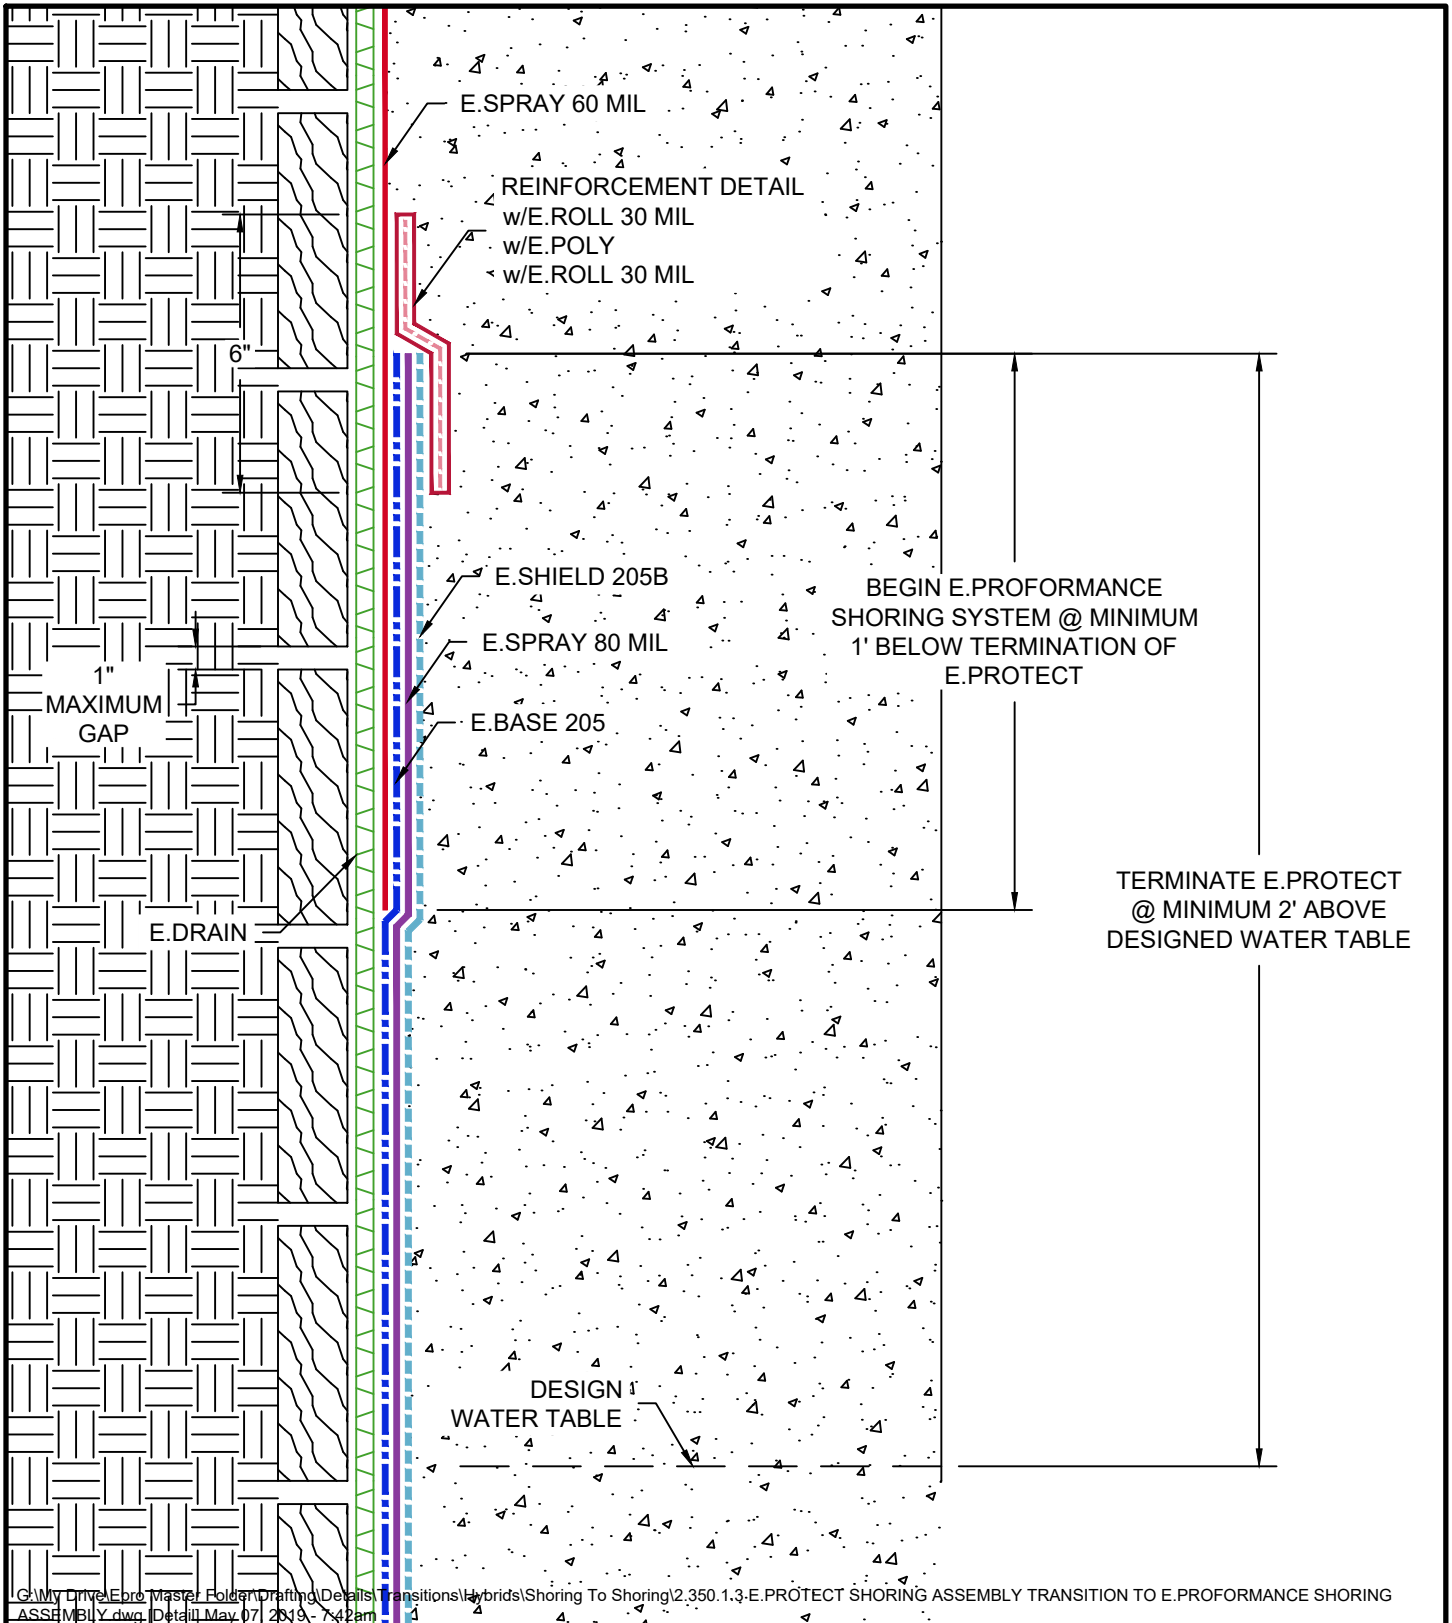 E.SPRAY 60 MIL
REINFORCEMENT DETAIL
w/E.ROLL 30 MIL
w/E.POLY
w/E.ROLL 30 MIL
6"
E.SHIELD 205B
E.SPRAY 80 MIL
E.BASE 205
BEGIN E.PROFORMANCE
SHORING SYSTEM @ MINIMUM
1' BELOW TERMINATION OF
E.PROTECT
1"
MAXIMUM
GAP
E.DRAIN
TERMINATE E.PROTECT
@ MINIMUM 2' ABOVE
DESIGNED WATER TABLE
DESIGN
WATER TABLE
G:\My Drive\Epro Master Folder\Drafting\Details\Transitions\Hybrids\Shoring To Shoring\2.350.1.3-E.PROTECT SHORING ASSEMBLY TRANSITION TO E.PROFORMANCE SHORING
ASSEMBLY.dwg [Detail] May 07, 2019 - 7:42am